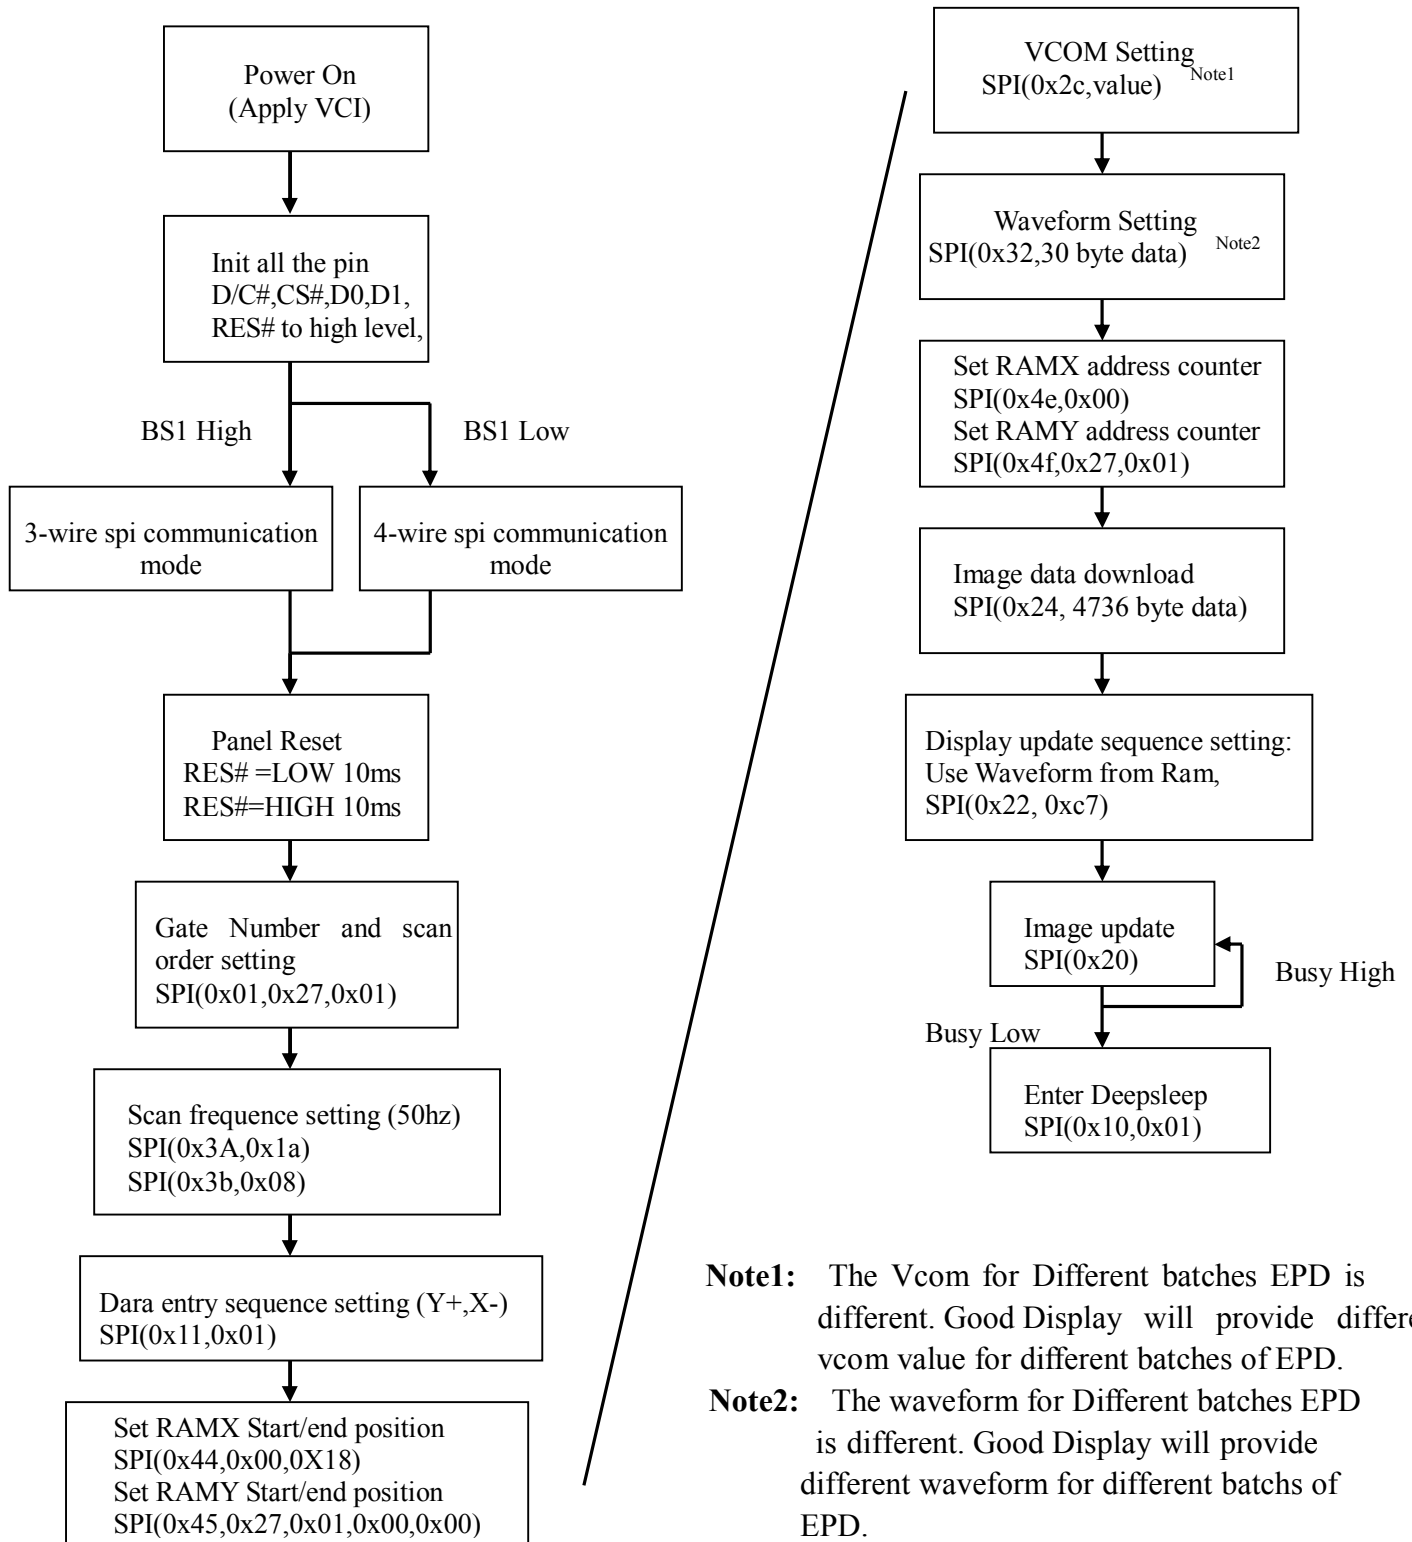 Power On
(Apply VCI)
Init all the pin
D/C#,CS#,D0,D1,
RES# to high level,
BS1 High
BS1 Low
3-wire spi communication
mode
4-wire spi communication
mode
Panel Reset
RES# =LOW 10ms
RES#=HIGH 10ms
Gate Number and scan
order setting
SPI(0x01,0x27,0x01)
Scan frequence setting (50hz)
SPI(0x3A,0x1a)
SPI(0x3b,0x08)
Dara entry sequence setting (Y+,X-)
SPI(0x11,0x01)
Set RAMX Start/end position
SPI(0x44,0x00,0X18)
Set RAMY Start/end position
SPI(0x45,0x27,0x01,0x00,0x00)
VCOM Setting
SPI(0x2c,value) Note1
Waveform Setting
SPI(0x32,30 byte data) Note2
Set RAMX address counter
SPI(0x4e,0x00)
Set RAMY address counter
SPI(0x4f,0x27,0x01)
Image data download
SPI(0x24, 4736 byte data)
Display update sequence setting:
Use Waveform from Ram,
SPI(0x22, 0xc7)
Image update
SPI(0x20)
Busy High
Busy Low
Enter Deepsleep
SPI(0x10,0x01)
Note1: The Vcom for Different batches EPD is
different. Good Display will provide differe
vcom value for different batches of EPD.
Note2: The waveform for Different batches EPD
is different. Good Display will provide
different waveform for different batchs of
EPD.